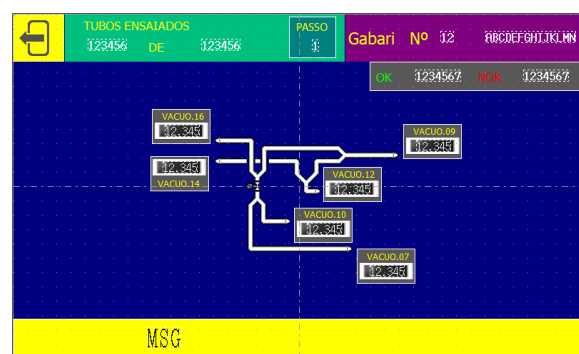 TUBOS ENSAIADOS
123456 DE 123456
PASSO
1
Gabari Nº 12 ABCDEFGHIJKLMN
OK 1234567 NOK 1234567
VACUO.16
12.345
VACUO.09
12.345
12.345
VACUO.14
VACUO.12
12.345
VACUO.10
12.345
VACUO.07
12.345
MSG